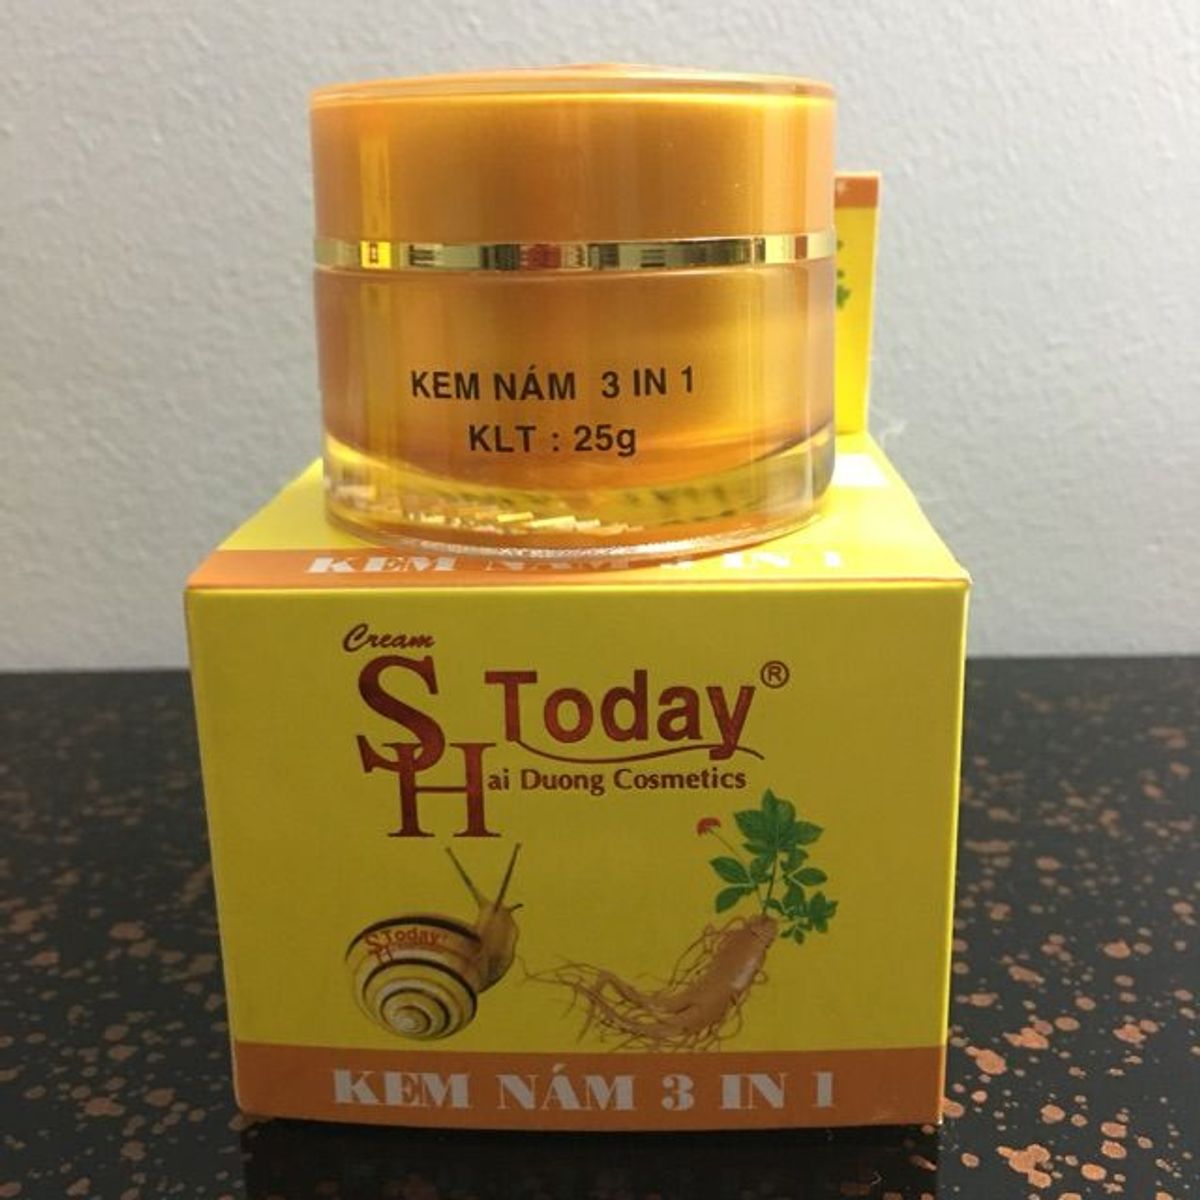 KEM NÁM 3 IN 1
KLT : 25g
KEM NÁM 3 IN 1
Cream
S Today®
Hai Duong Cosmetics
S Today
H
KEM NÁM 3 IN 1